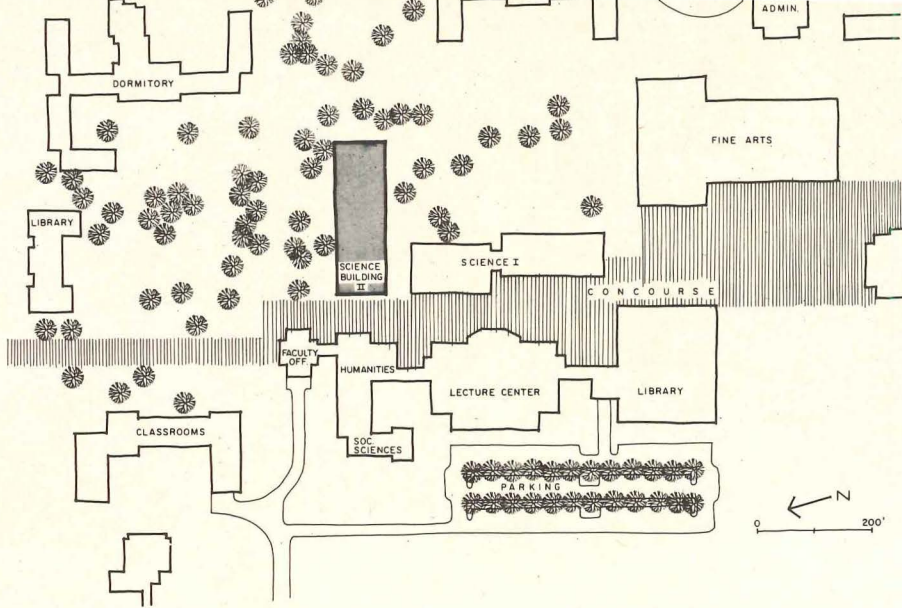 ADMIN.
DORMITORY
FINE ARTS
LIBRARY
SCIENCE I
SCIENCE
BUILDING
II
CONCOURSE
FACULTY
OFF.
HUMANITIES
LECTURE CENTER
LIBRARY
CLASSROOMS
SOC.
SCIENCES
PARKING
N
0 200'